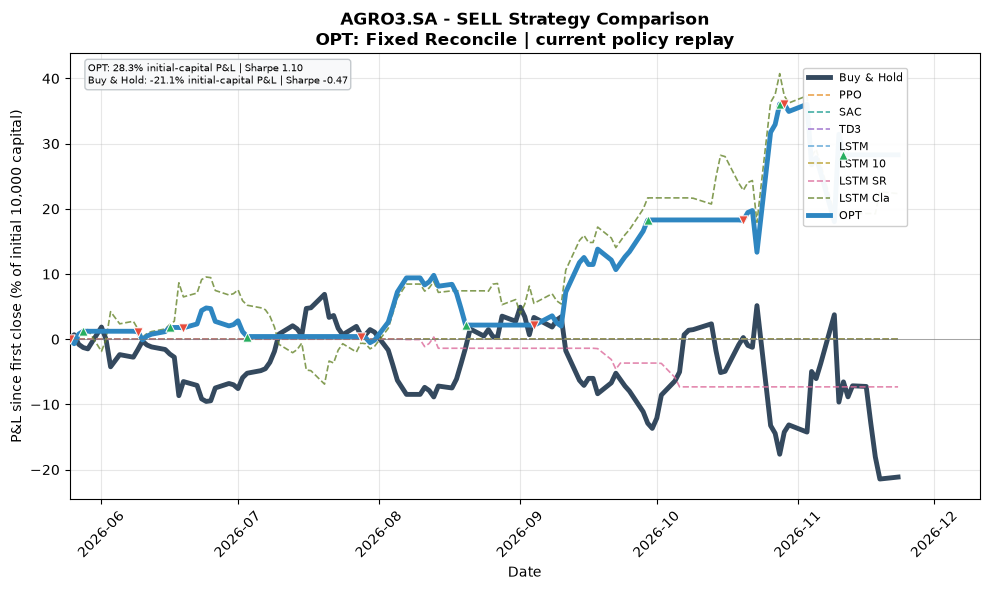 AGRO3.SA - SELL Strategy Comparison
OPT: Fixed Reconcile | current policy replay
OPT: 28.3% initial-capital P&L | Sharpe 1.10
Buy & Hold: -21.1% initial-capital P&L | Sharpe -0.47
Buy & Hold
PPO
SAC
TD3
LSTM
LSTM 10
LSTM SR
LSTM Cla
OPT
P&L since first close (% of initial 10,000 capital)
40
30
20
10
0
−10
−20
2026-06
2026-07
2026-08
2026-09
2026-10
2026-11
2026-12
Date